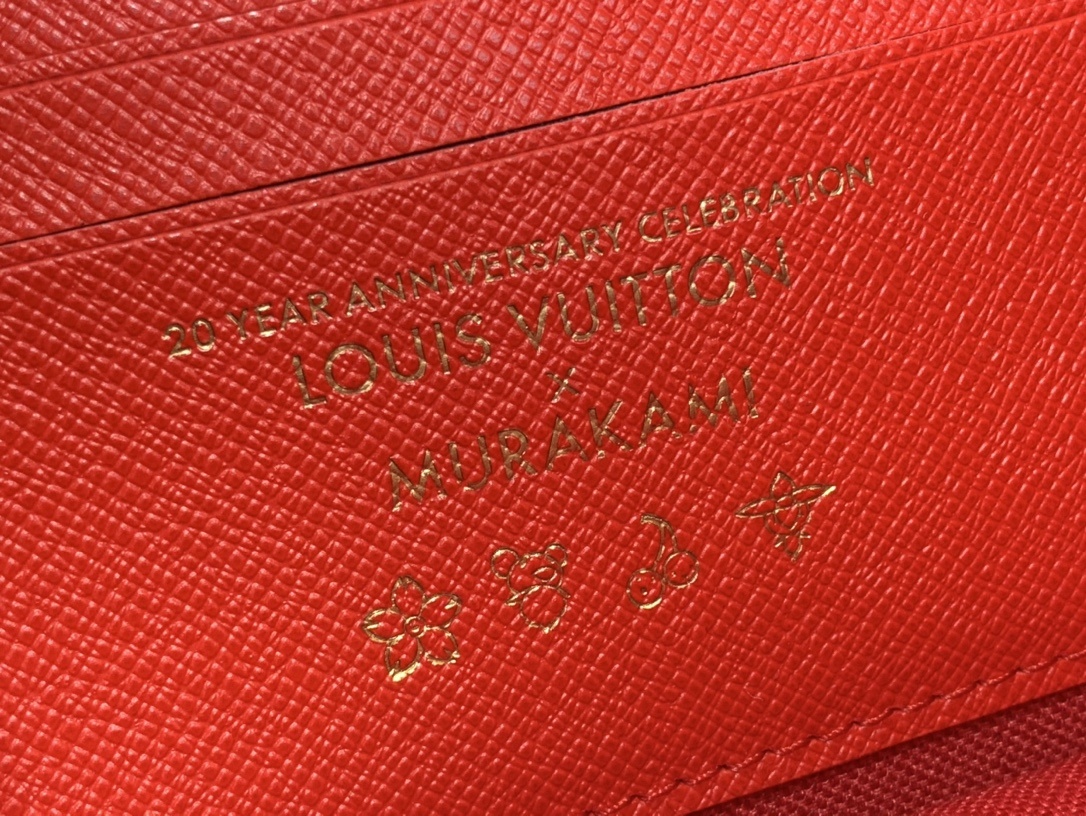 20 YEAR ANNIVERSARY CELEBRATION
LOUIS VUITTON
×
MURAKAMI